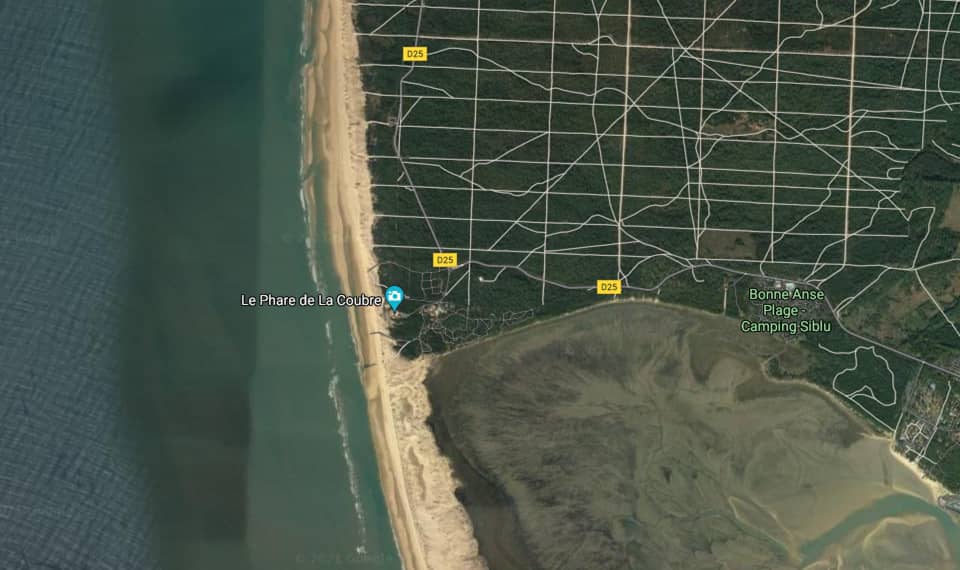 D25
D25
D25
Le Phare de La Coubre
Bonne Anse
Plage -
Camping Siblu